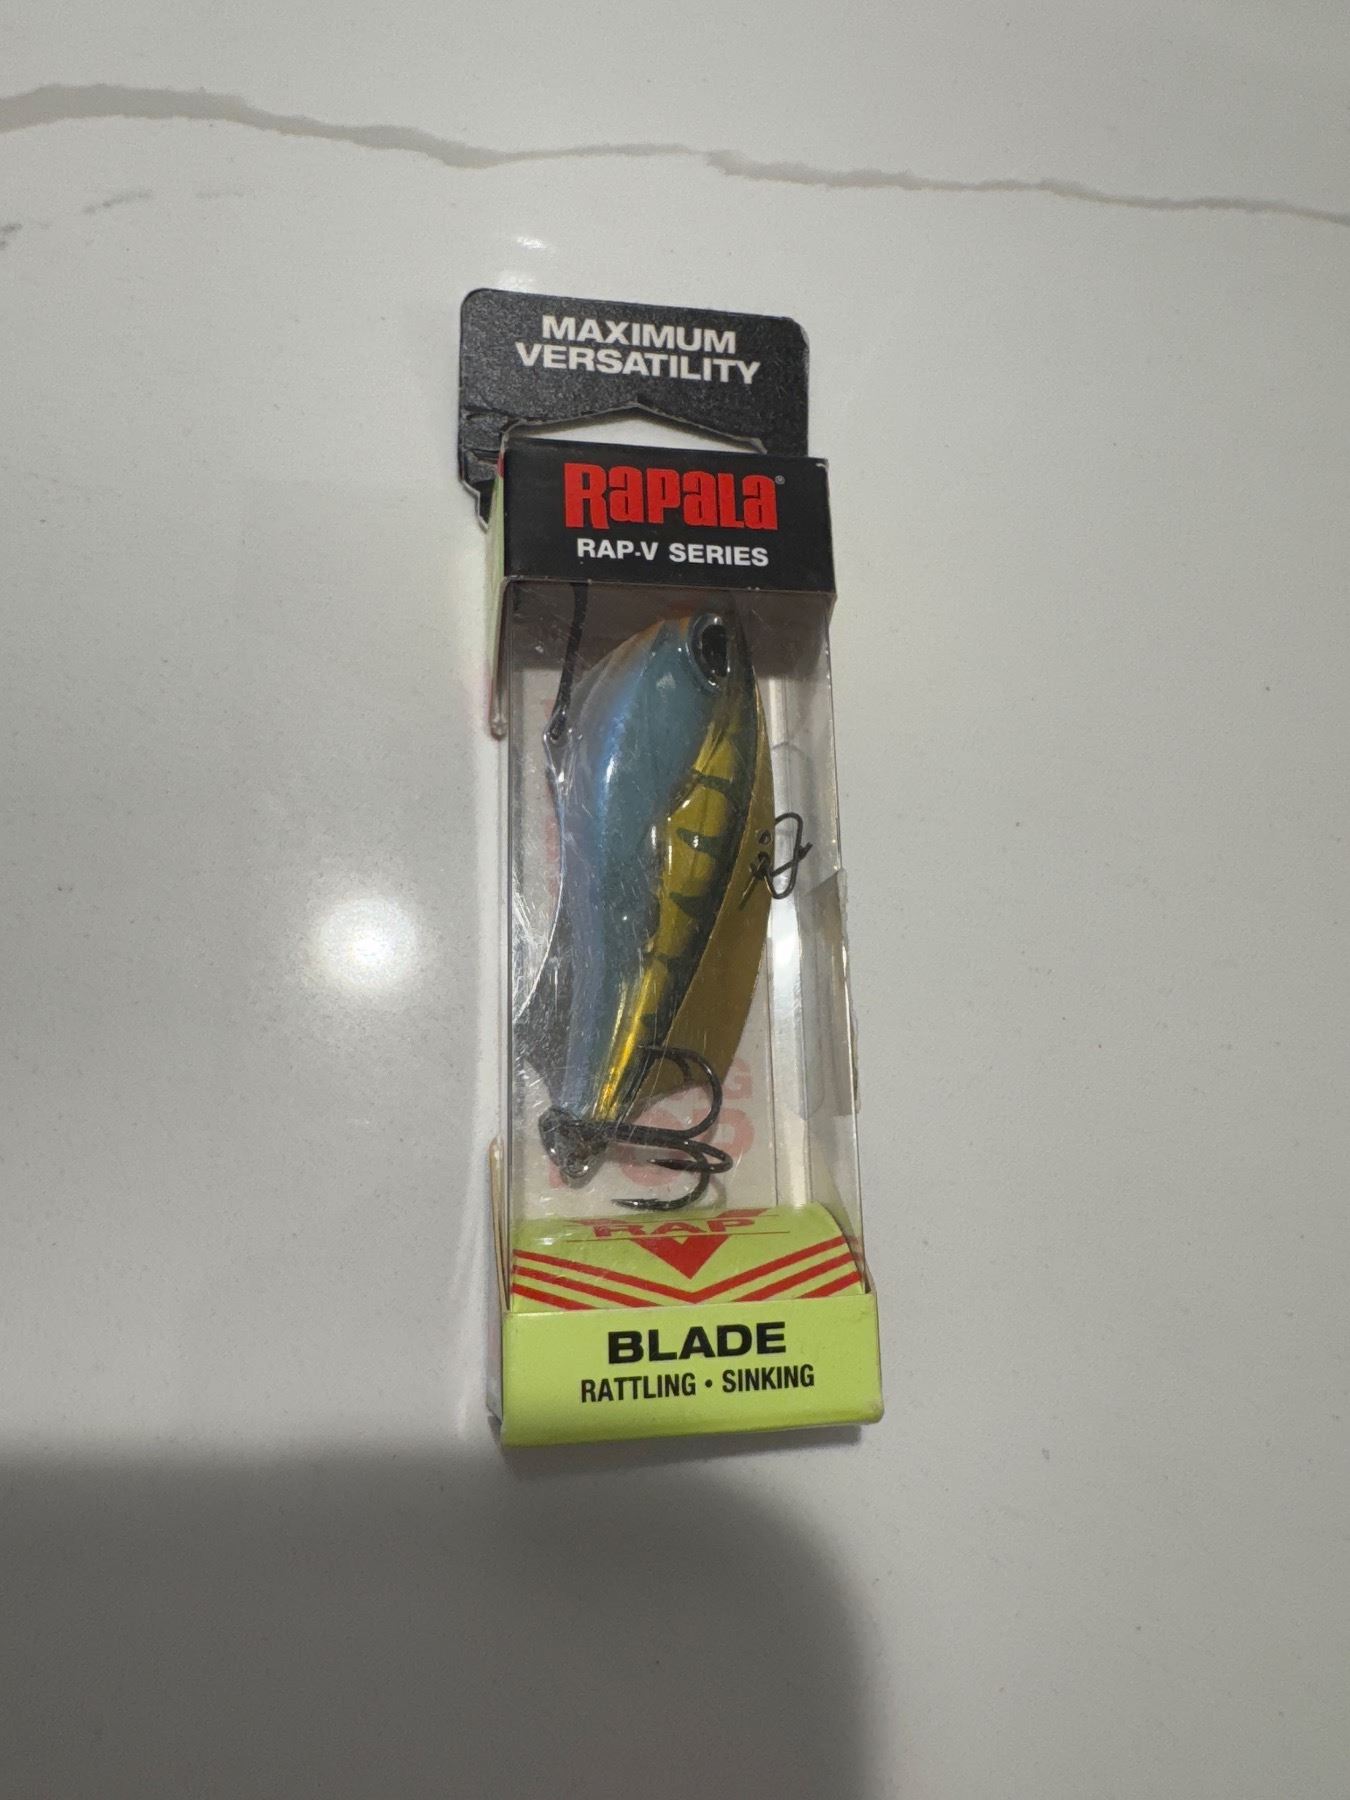 MAXIMUM
VERSATILITY
RAPALA®
RAP-V SERIES
RAP
V
BLADE
RATTLING • SINKING